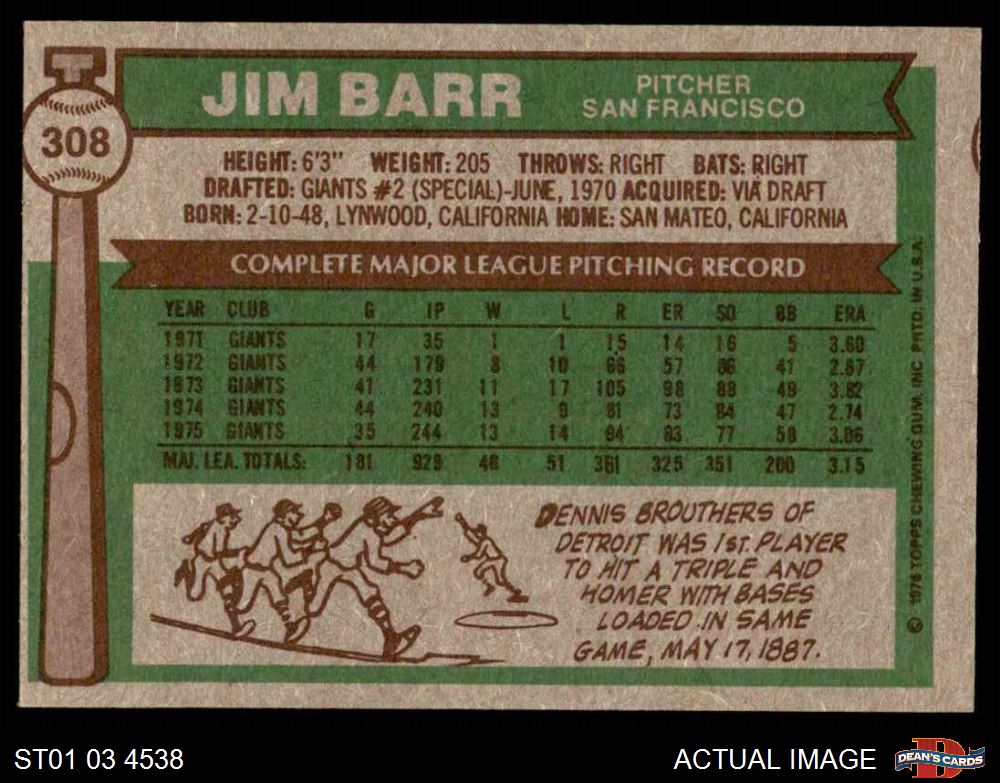 T
308
JIM BARR
PITCHER
SAN FRANCISCO
HEIGHT: 6'3" WEIGHT: 205 THROWS: RIGHT BATS: RIGHT
DRAFTED: GIANTS #2 (SPECIAL)-JUNE, 1970 ACQUIRED: VIA DRAFT
BORN: 2-10-48, LYNWOOD, CALIFORNIA HOME: SAN MATEO, CALIFORNIA
COMPLETE MAJOR LEAGUE PITCHING RECORD
YEAR CLUB G IP W L R ER SO BB ERA
1971 GIANTS 17 35 1 1 15 14 16 5 3.60
1972 GIANTS 44 179 8 10 66 57 86 41 2.87
1973 GIANTS 41 231 11 17 105 98 88 49 3.82
1974 GIANTS 44 240 13 9 81 73 84 47 2.74
1975 GIANTS 35 244 13 14 94 83 77 58 3.06
MAJ. LEA. TOTALS: 181 929 46 51 361 325 351 200 3.15
DENNIS BROUTHERS OF
DETROIT WAS 1ST. PLAYER
TO HIT A TRIPLE AND
HOMER WITH BASES
LOADED IN SAME
GAME, MAY 17, 1887.
© 1976 TOPPS CHEWING GUM, INC. PRTD. IN U.S.A.
ST01 03 4538
ACTUAL IMAGE
D
DEAN'S CARDS